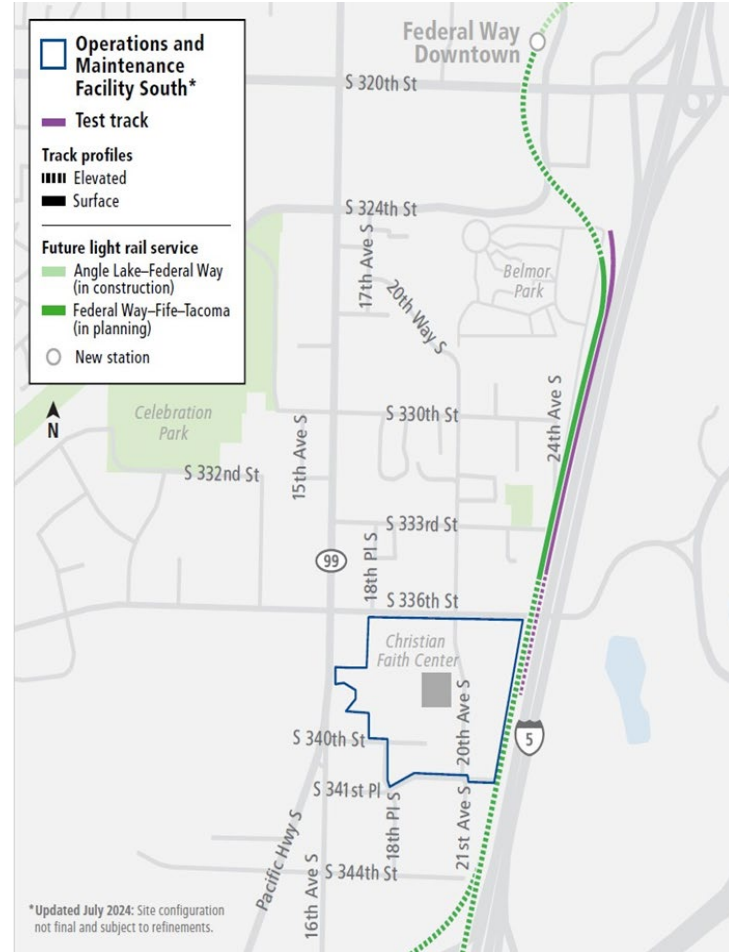 Operations and
Maintenance
Facility South*
Test track
Track profiles
Elevated
Surface
Future light rail service
Angle Lake–Federal Way
(in construction)
Federal Way–Fife–Tacoma
(in planning)
New station
N
Federal Way
Downtown
S 320th St
S 324th St
17th Ave S
20th Way S
Belmor
Park
Celebration
Park
S 330th St
24th Ave S
15th Ave S
S 332nd St
S 333rd St
99
18th Pl S
S 336th St
Christian
Faith Center
20th Ave S
5
S 340th St
S 341st Pl
18th Pl S
21st Ave S
Pacific Hwy S
16th Ave S
S 344th St
*Updated July 2024: Site configuration
not final and subject to refinements.